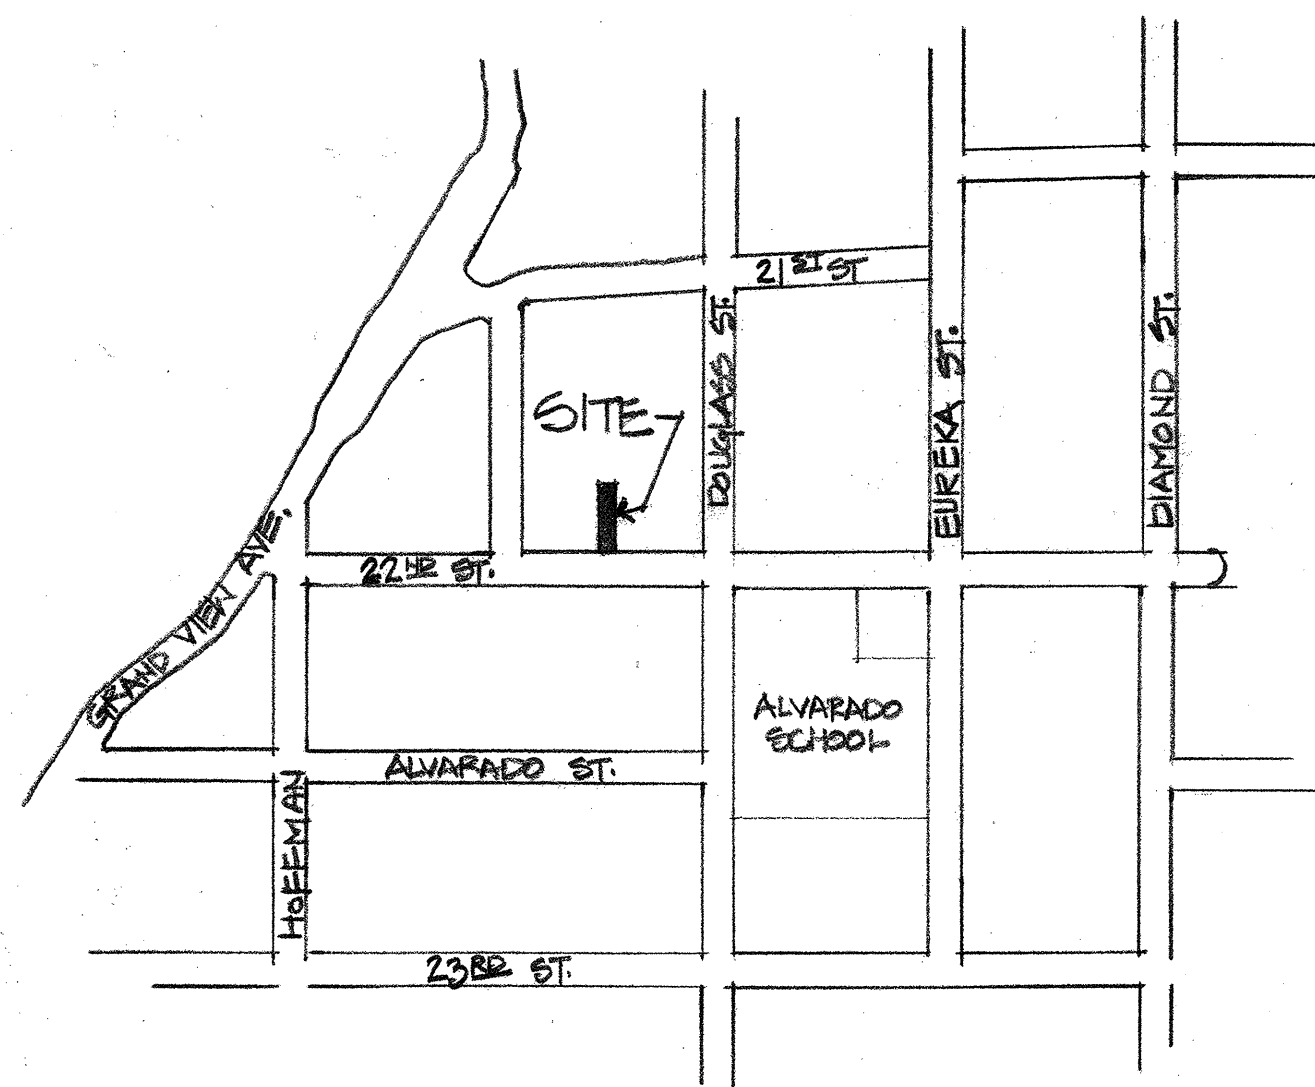 21ST ST
DOUGLASS ST.
EUREKA ST.
DIAMOND ST.
SITE
GRAND VIEW AVE.
22ND ST.
ALVARADO
SCHOOL
ALVARADO ST.
HOFFMAN
23RD ST.